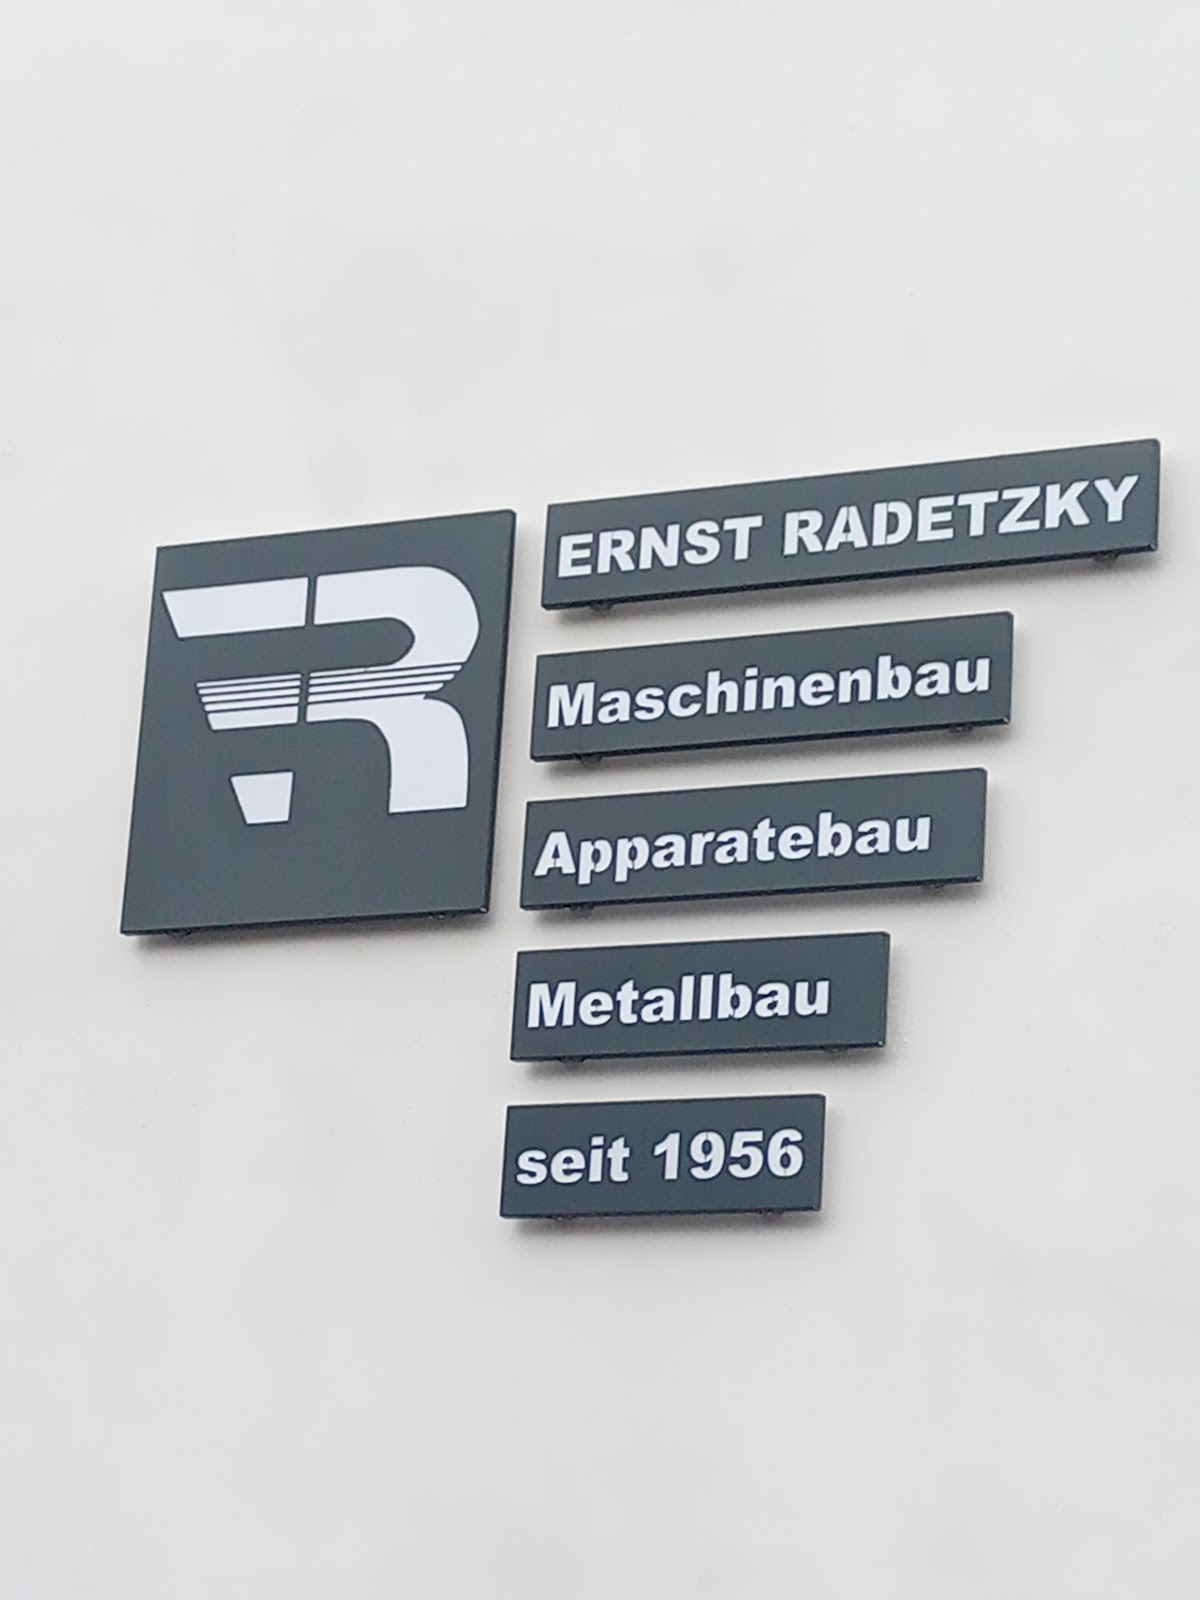 ERNST RADETZKY
Maschinenbau
Apparatebau
Metallbau
seit 1956